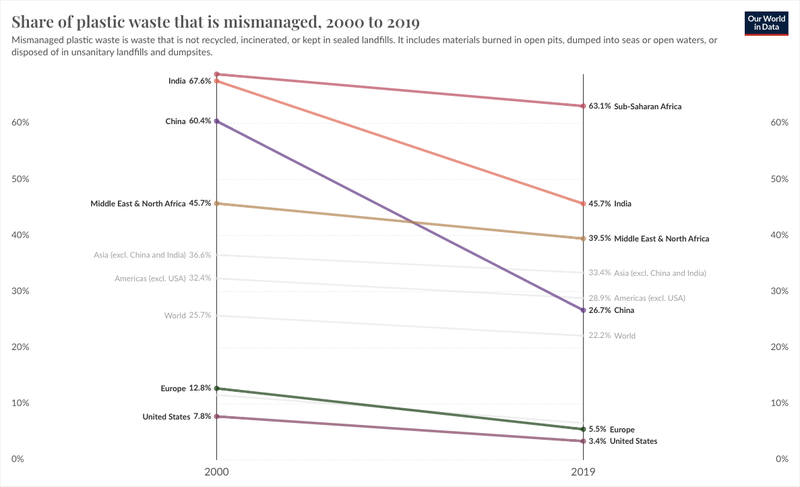 Share of plastic waste that is mismanaged, 2000 to 2019
Our World
in Data
Mismanaged plastic waste is waste that is not recycled, incinerated, or kept in sealed landfills. It includes materials burned in open pits, dumped into seas or open waters, or
disposed of in unsanitary landfills and dumpsites.
India 67.6%
63.1% Sub-Saharan Africa
China 60.4%
60%
60%
50%
50%
Middle East & North Africa 45.7%
45.7% India
40%
40%
39.5% Middle East & North Africa
Asia (excl. China and India) 36.6%
33.4% Asia (excl. China and India)
Americas (excl. USA) 32.4%
30%
30%
28.9% Americas (excl. USA)
26.7% China
World 25.7%
22.2% World
20%
20%
Europe 12.8%
10%
10%
United States 7.8%
5.5% Europe
3.4% United States
0%
0%
2000
2019